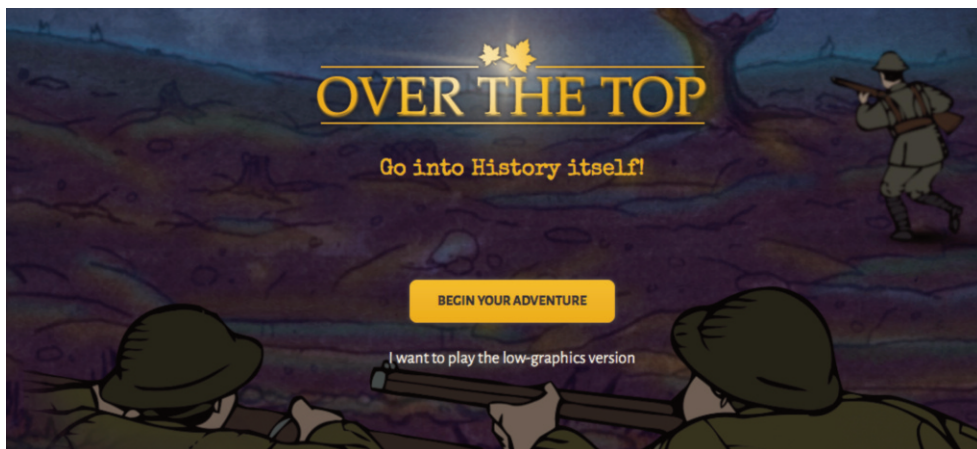 OVER THE TOP
Go into History itself!
BEGIN YOUR ADVENTURE
I want to play the low-graphics version